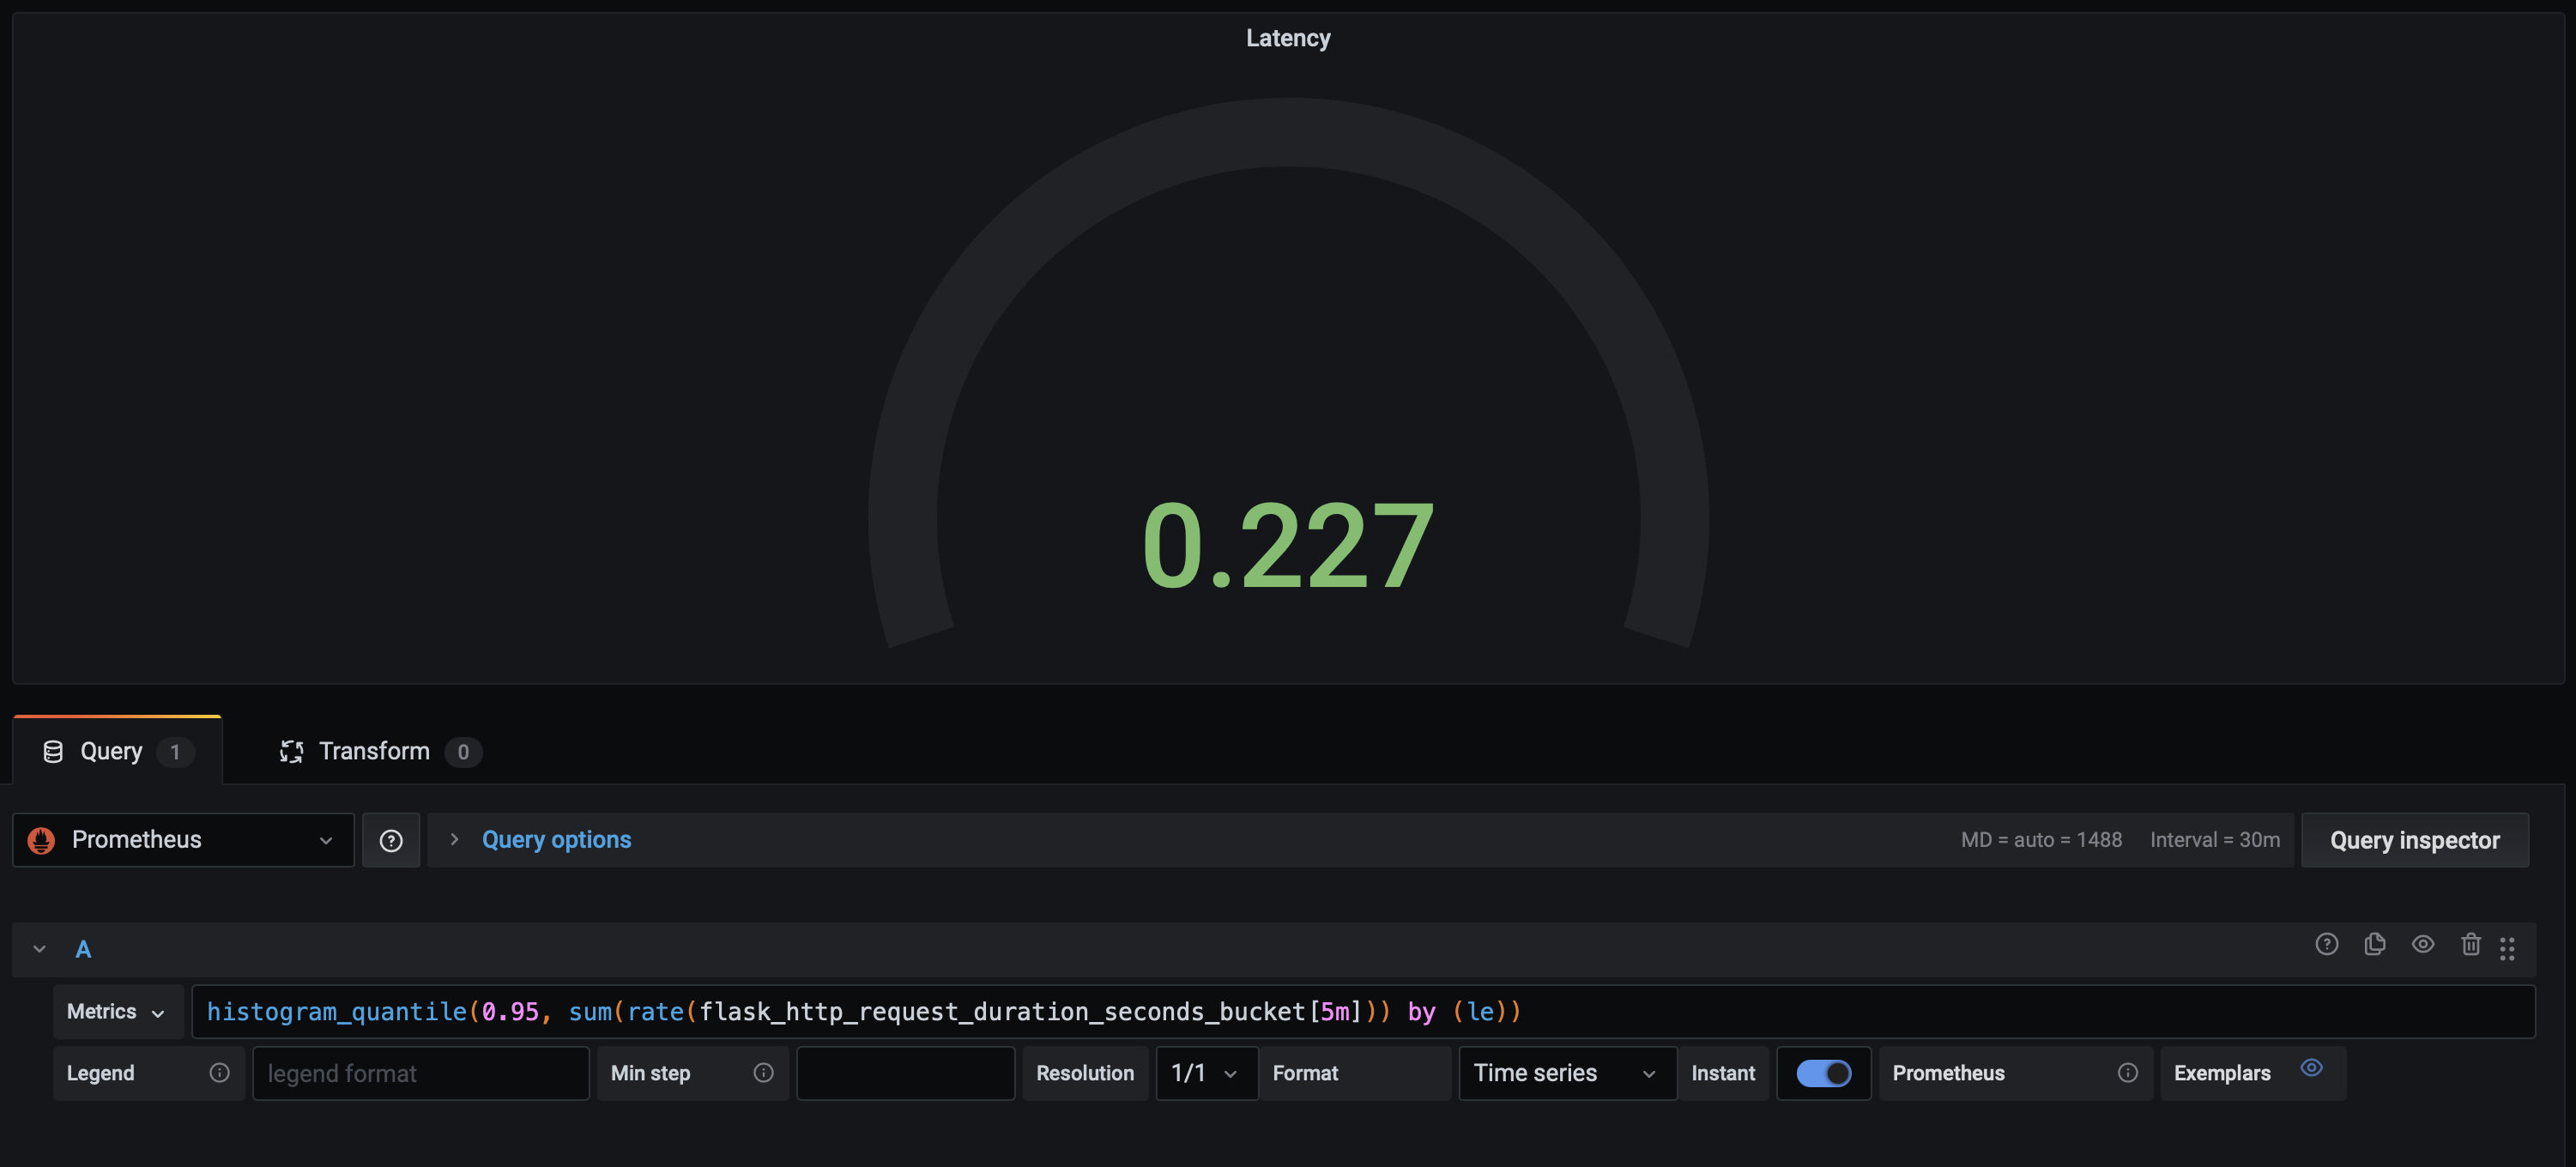 Latency
0.227
Query 1 Transform 0
Prometheus Query options MD = auto = 1488 Interval = 30m Query inspector
A
Metrics histogram_quantile(0.95, sum(rate(flask_http_request_duration_seconds_bucket[5m])) by (le))
Legend legend format Min step Resolution 1/1 Format Time series Instant Prometheus Exemplars